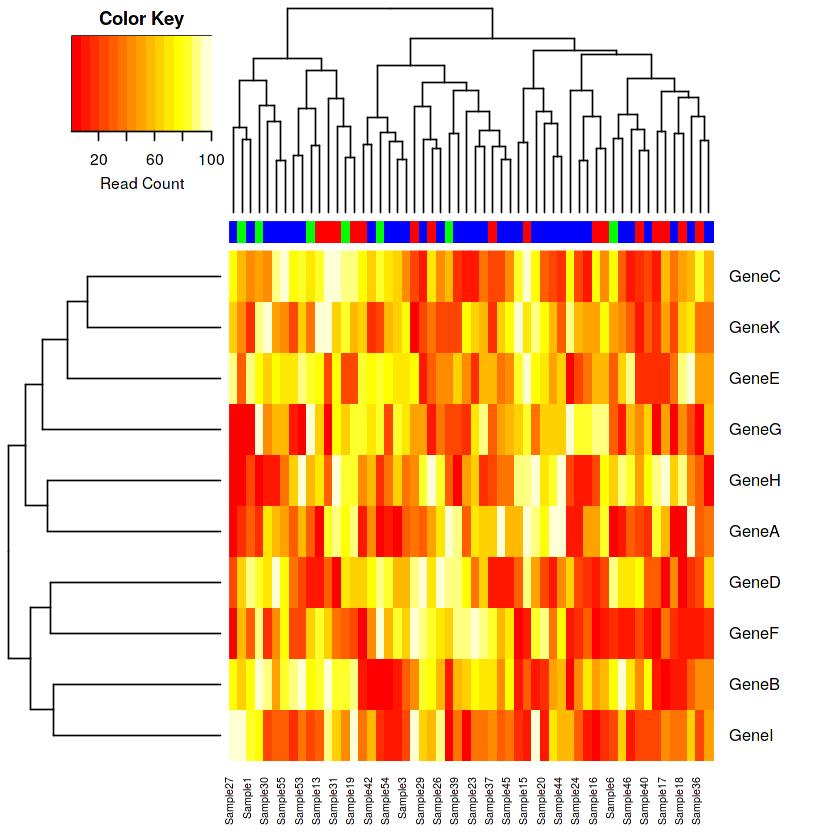 Color Key
20 60 100
Read Count
GeneC
GeneK
GeneE
GeneG
GeneH
GeneA
GeneD
GeneF
GeneB
GeneI
Sample27
Sample1
Sample30
Sample55
Sample53
Sample13
Sample31
Sample19
Sample42
Sample54
Sample3
Sample29
Sample26
Sample39
Sample23
Sample37
Sample45
Sample15
Sample20
Sample44
Sample24
Sample16
Sample6
Sample46
Sample40
Sample17
Sample18
Sample36